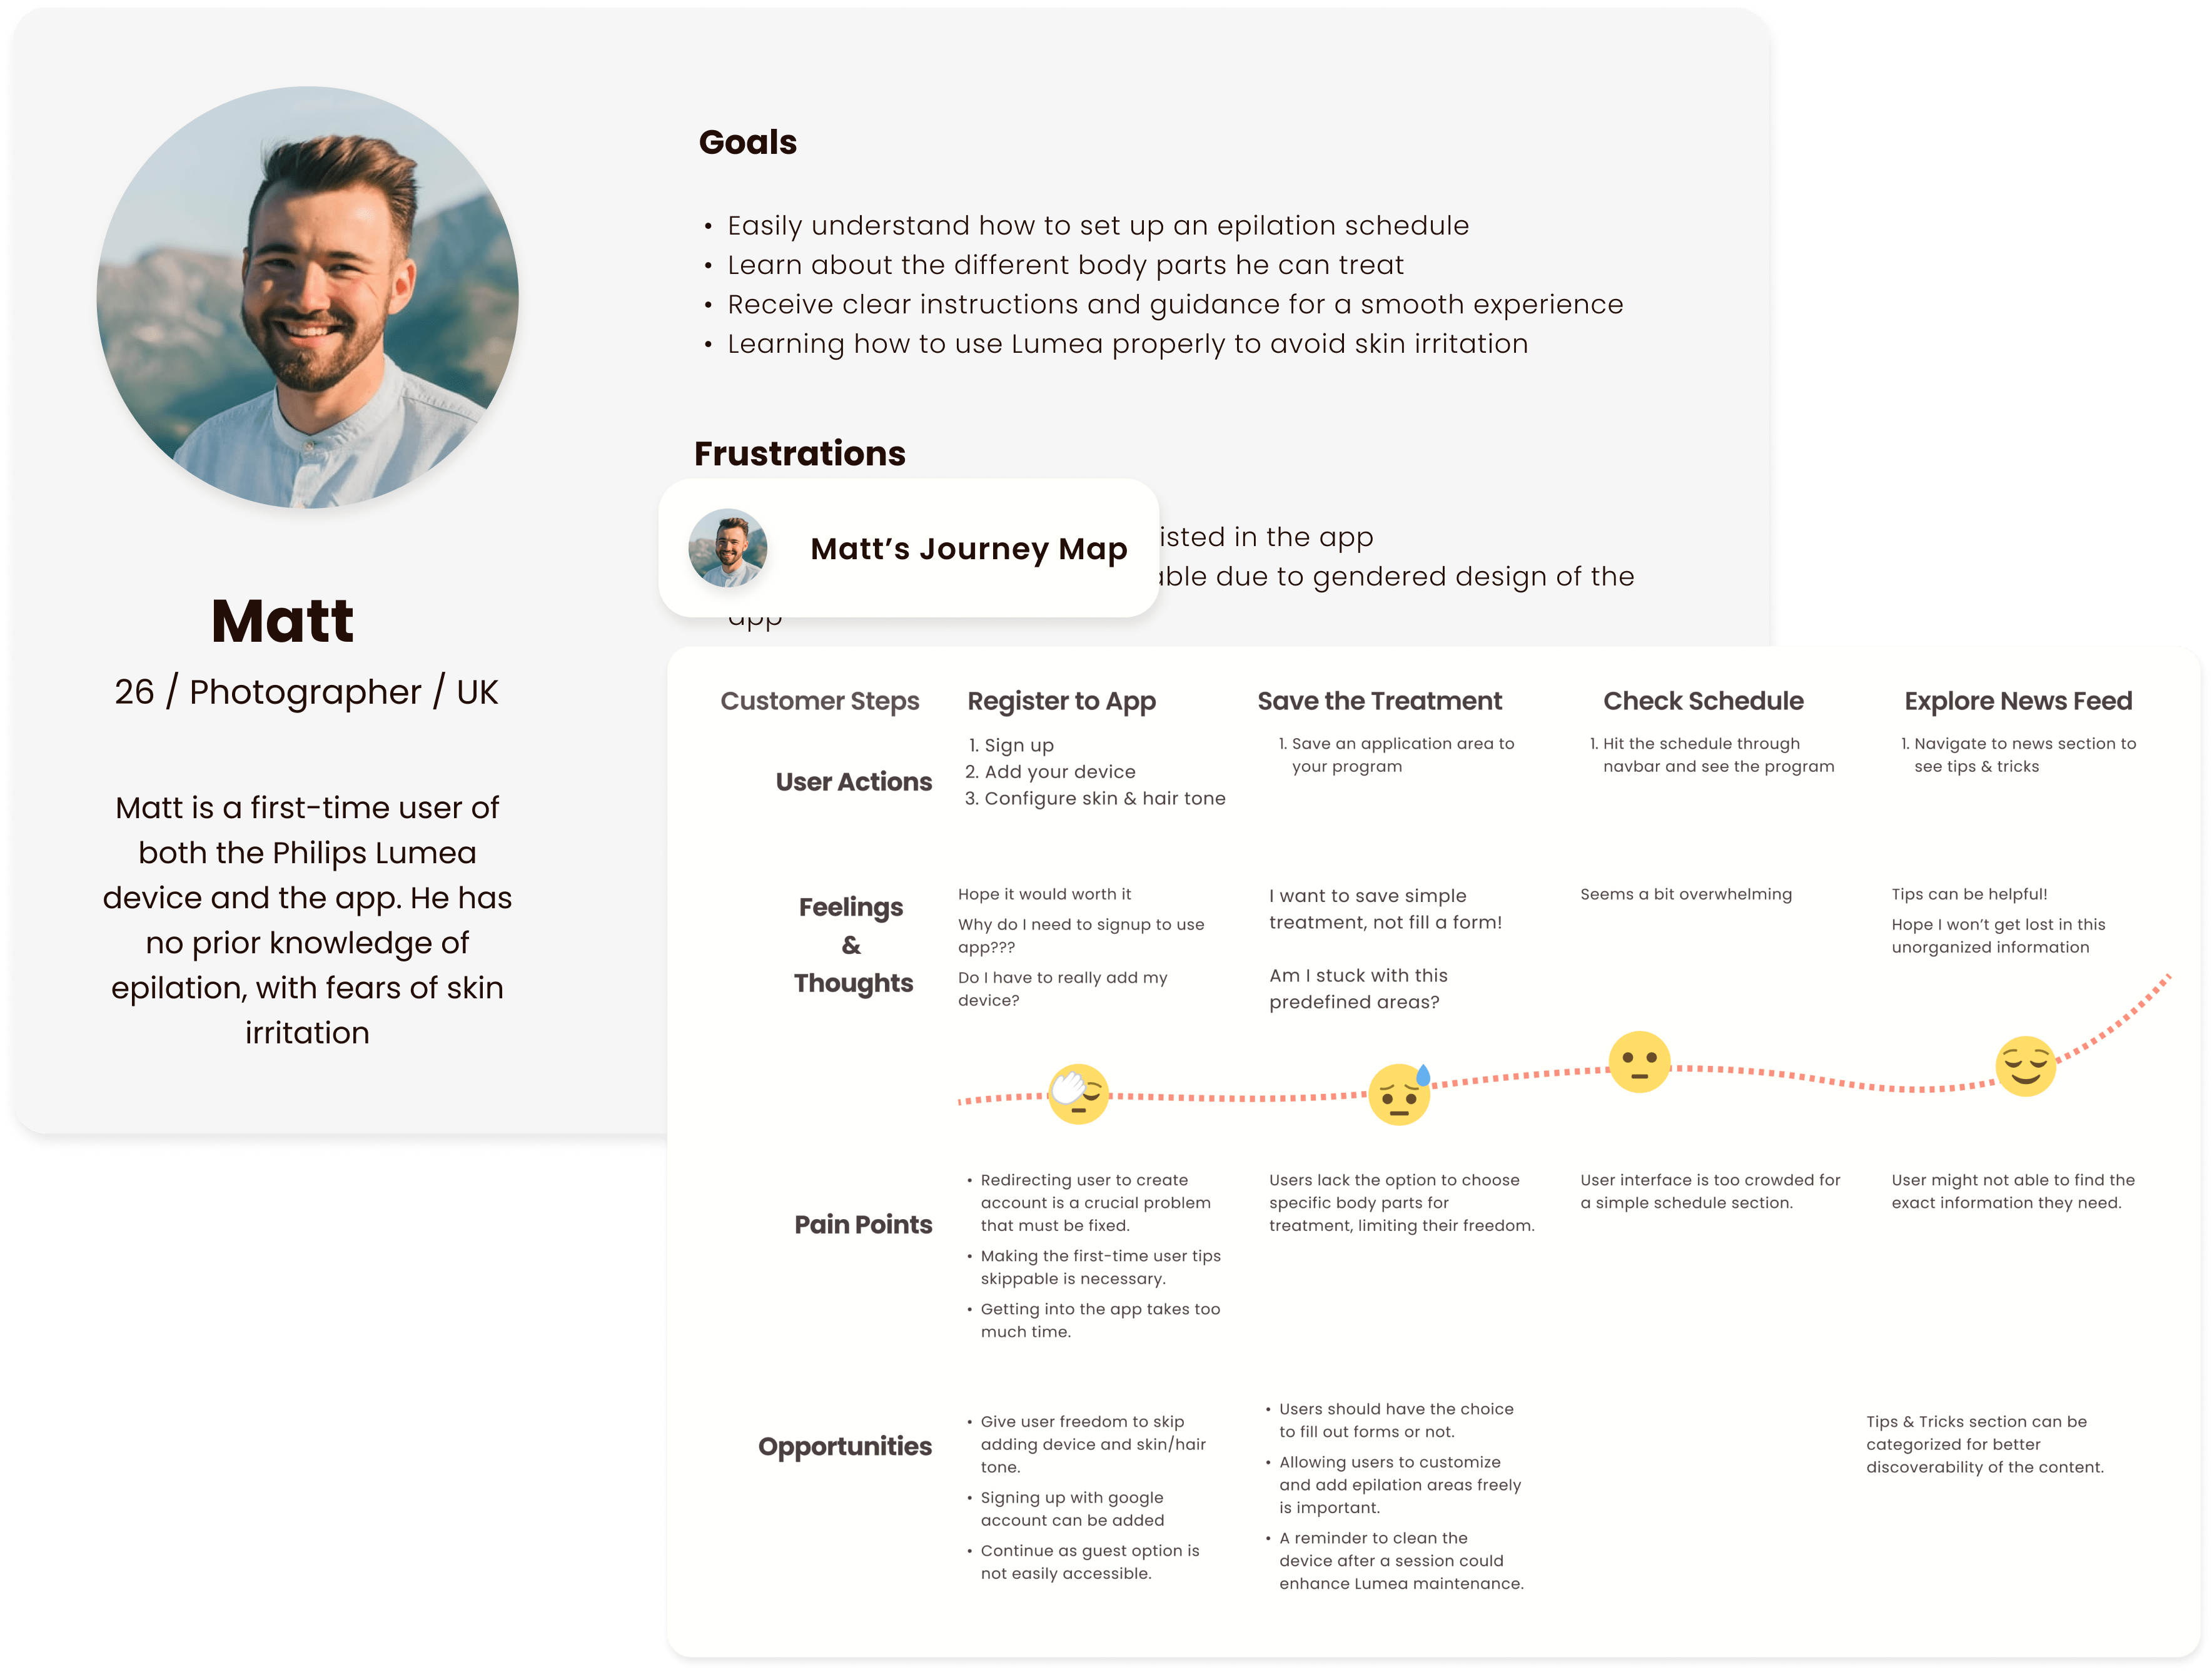 Goals
• Easily understand how to set up an epilation schedule
• Learn about the different body parts he can treat
• Receive clear instructions and guidance for a smooth experience
• Learning how to use Lumea properly to avoid skin irritation
Frustrations
in the app
due to gendered design of the
app
Matt
26 / Photographer / UK
Matt is a first-time user of
both the Philips Lumea
device and the app. He has
no prior knowledge of
epilation, with fears of skin
irritation
Matt’s Journey Map
Customer Steps
Register to App
Save the Treatment
Check Schedule
Explore News Feed
User Actions
1. Sign up
2. Add your device
3. Configure skin & hair tone
1. Save an application area to
your program
1. Hit the schedule through
navbar and see the program
1. Navigate to news section to
see tips & tricks
Feelings
&
Thoughts
Hope it would worth it
Why do I need to signup to use
app???
Do I have to really add my
device?
I want to save simple
treatment, not fill a form!
Am I stuck with this
predefined areas?
Seems a bit overwhelming
Tips can be helpful!
Hope I won’t get lost in this
unorganized information
Pain Points
• Redirecting user to create
account is a crucial problem
that must be fixed.
• Making the first-time user tips
skippable is necessary.
• Getting into the app takes too
much time.
Users lack the option to choose
specific body parts for
treatment, limiting their freedom.
User interface is too crowded for
a simple schedule section.
User might not able to find the
exact information they need.
Opportunities
• Give user freedom to skip
adding device and skin/hair
tone.
• Signing up with google
account can be added
• Continue as guest option is
not easily accessible.
• Users should have the choice
to fill out forms or not.
• Allowing users to customize
and add epilation areas freely
is important.
• A reminder to clean the
device after a session could
enhance Lumea maintenance.
Tips & Tricks section can be
categorized for better
discoverability of the content.